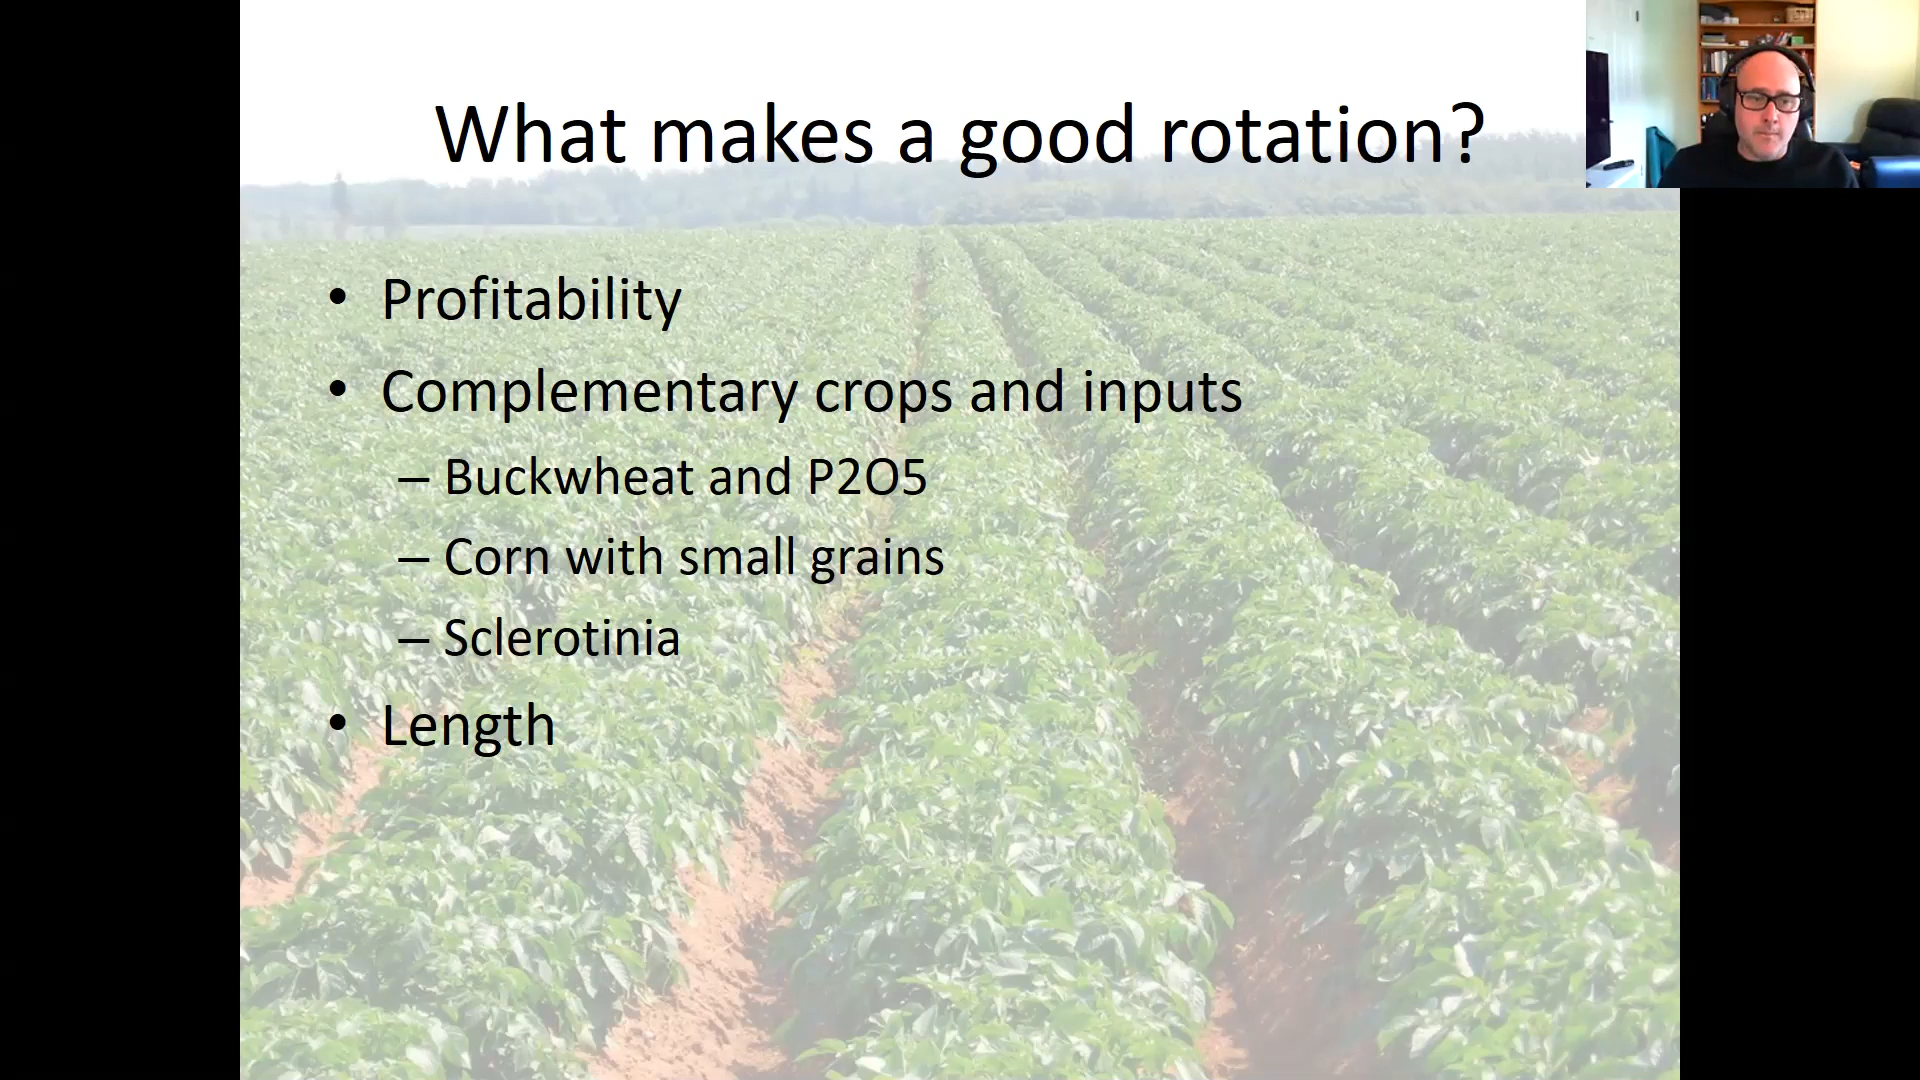 What makes a good rotation?
• Profitability
• Complementary crops and inputs
– Buckwheat and P2O5
– Corn with small grains
– Sclerotinia
• Length